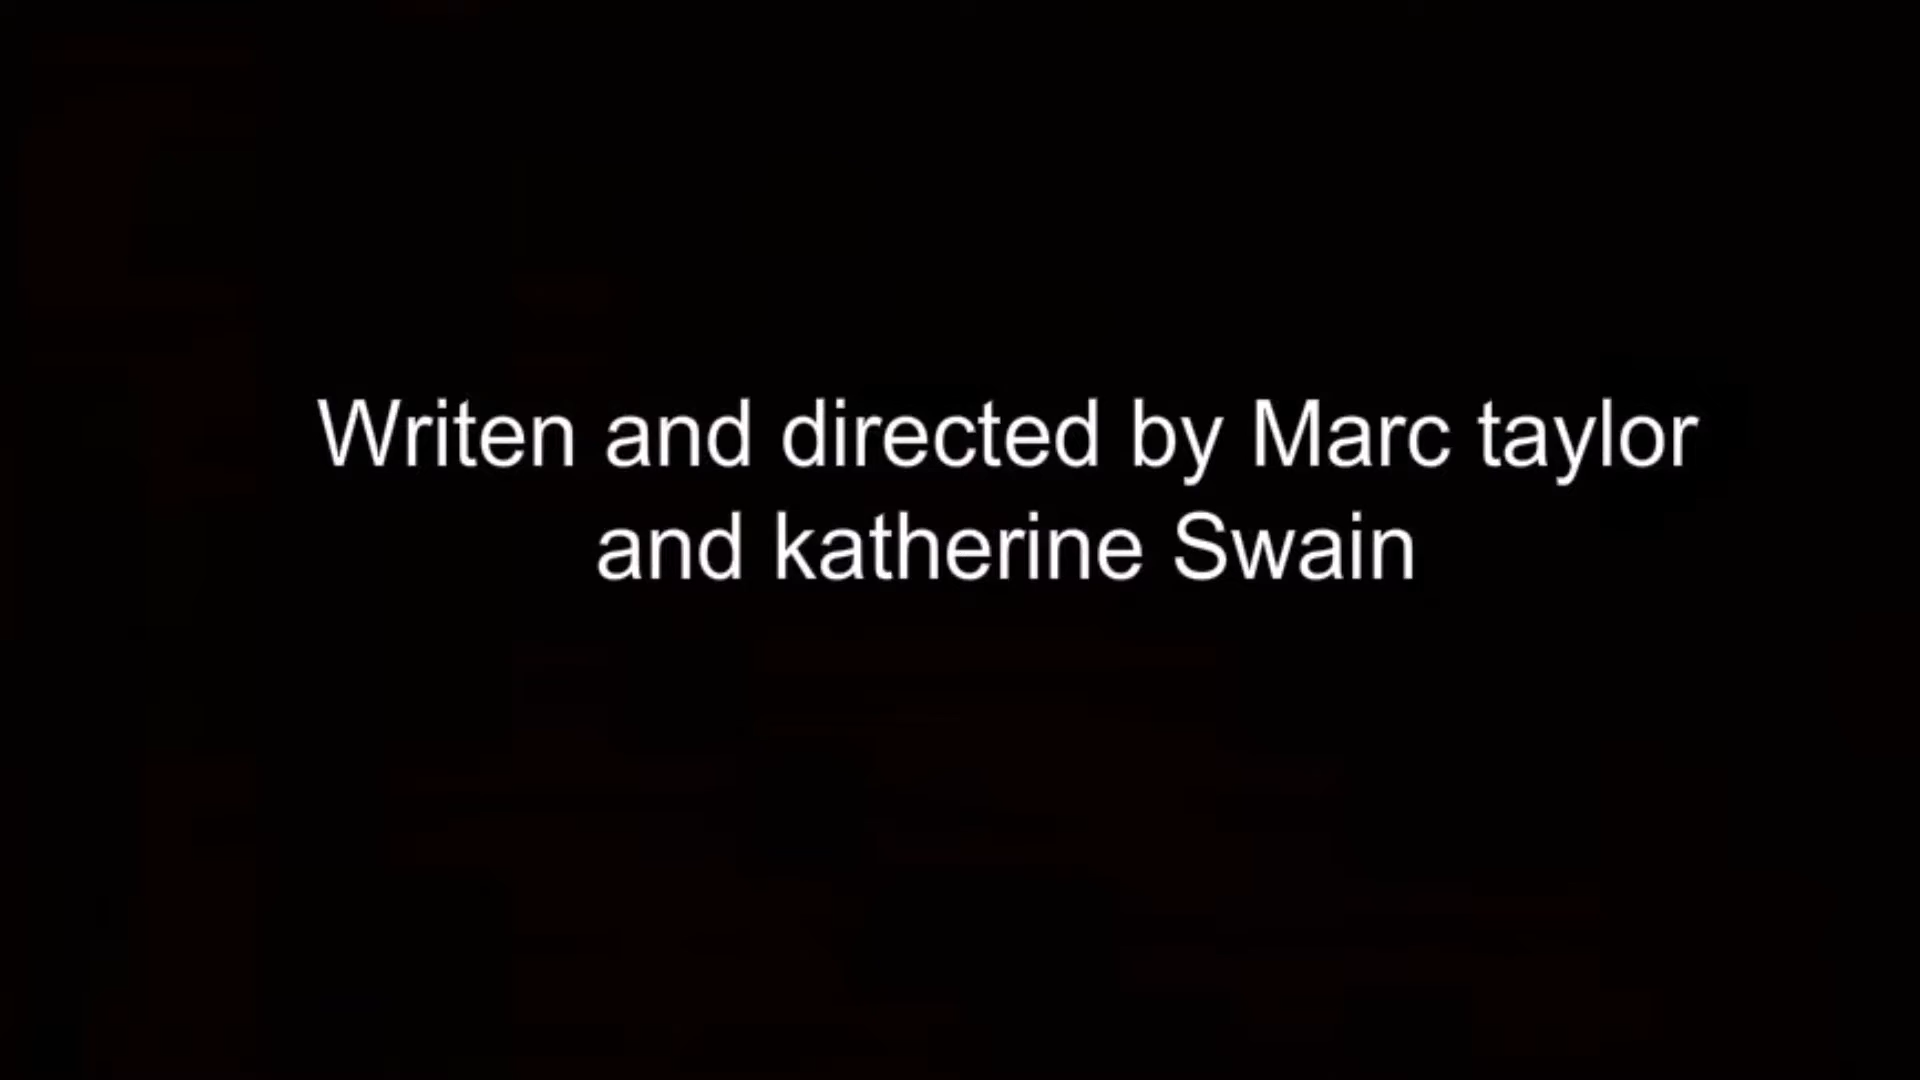 Writen and directed by Marc taylor
and katherine Swain